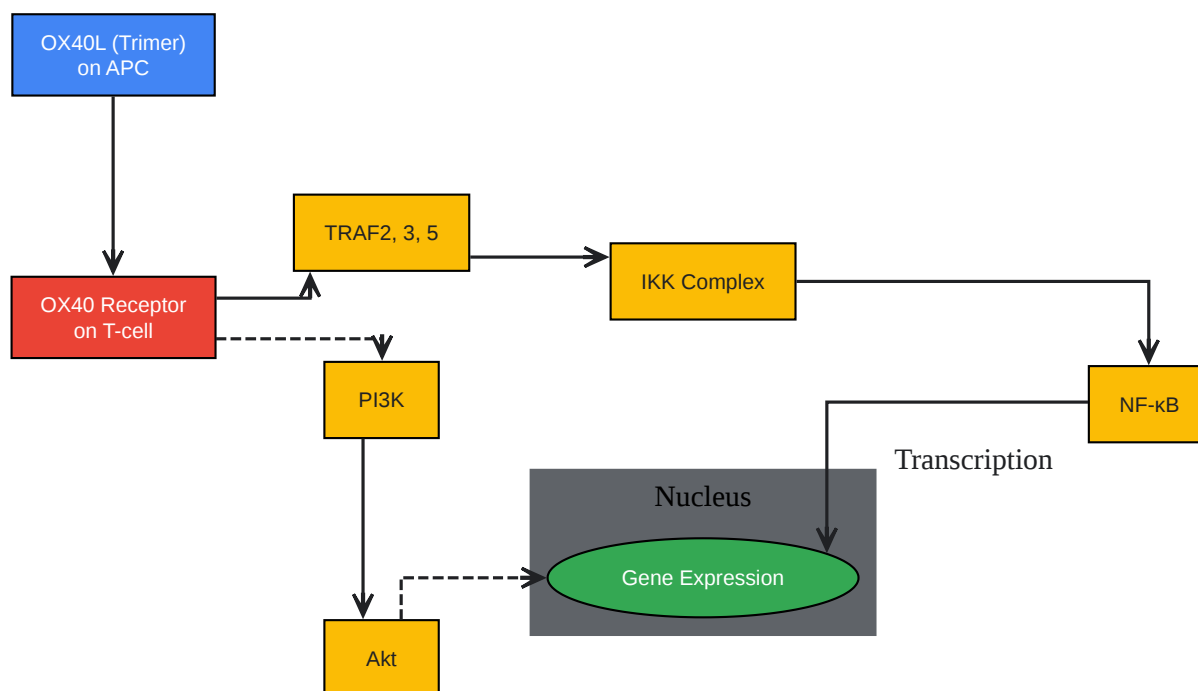 OX40L (Trimer)
on APC
TRAF2, 3, 5
IKK Complex
OX40 Receptor
on T-cell
PI3K
NF-κB
Transcription
Nucleus
Gene Expression
Akt